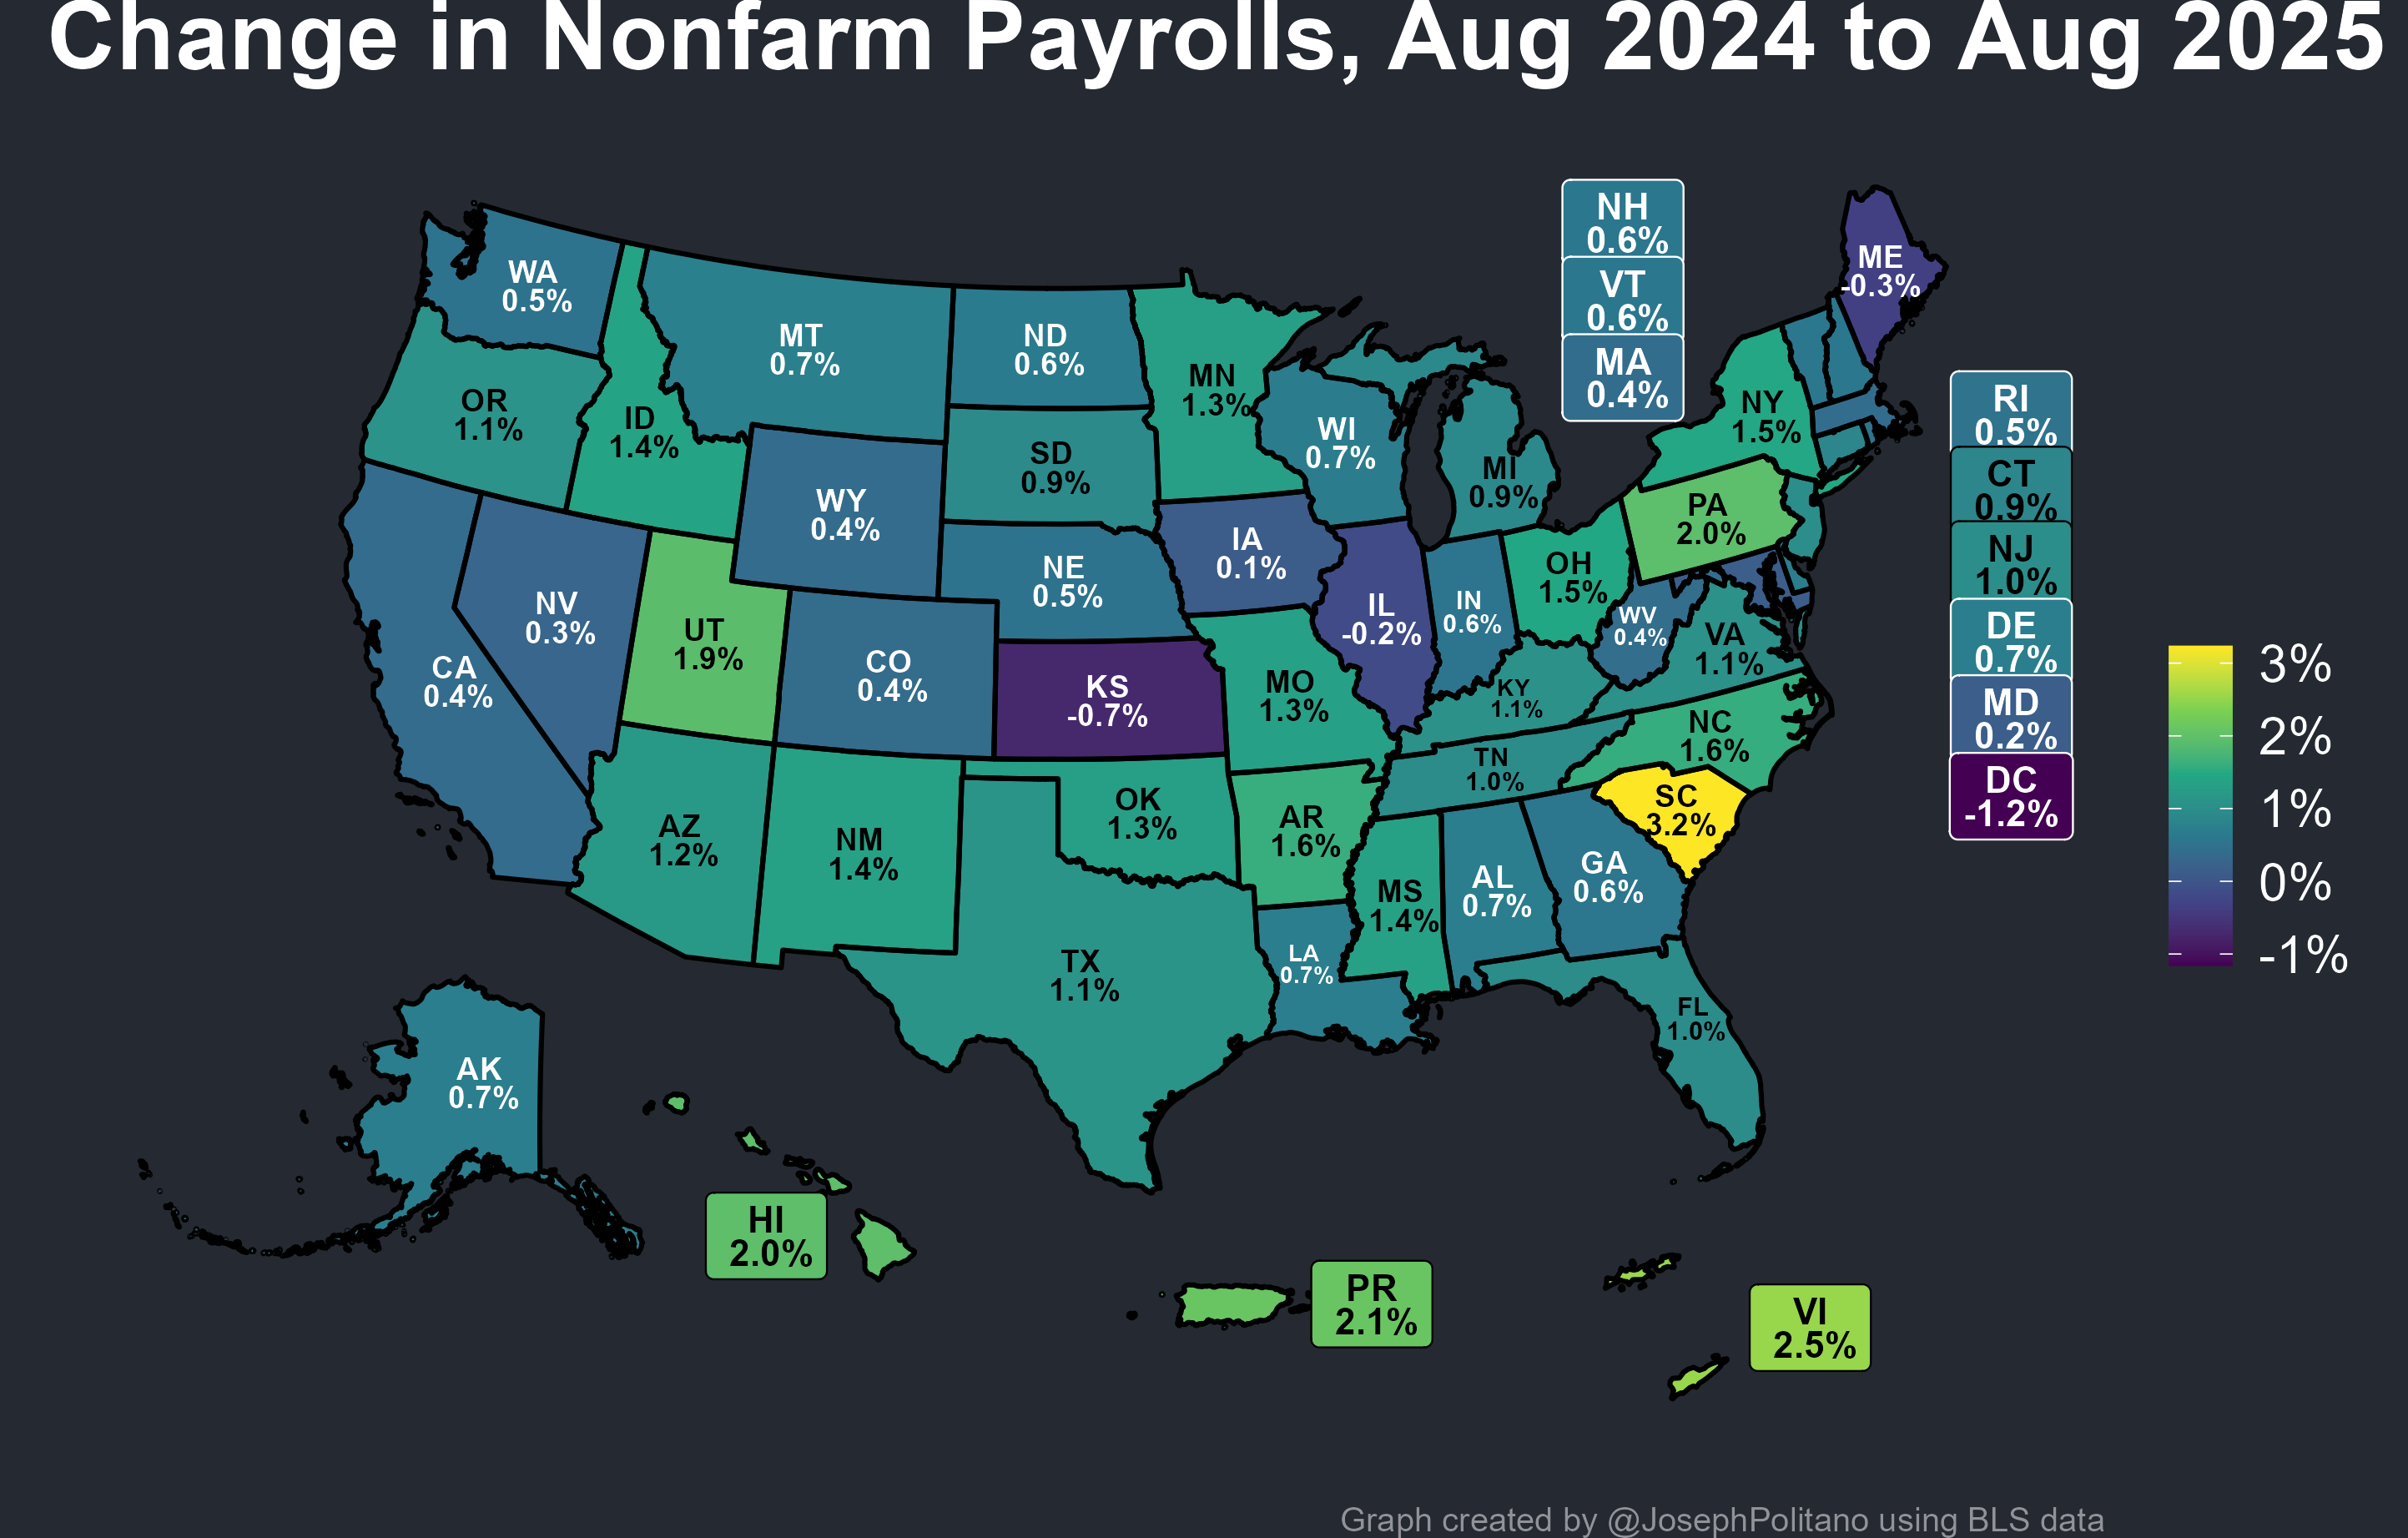 Change in Nonfarm Payrolls, Aug 2024 to Aug 2025
NH
0.6%
VT
0.6%
MA
0.4%
ME
-0.3%
WA
0.5%
MT
0.7%
ND
0.6%
MN
1.3%
OR
1.1%
ID
1.4%
SD
0.9%
WI
0.7%
MI
0.9%
NY
1.5%
RI
0.5%
CT
0.9%
NJ
1.0%
DE
0.7%
MD
0.2%
DC
-1.2%
WY
0.4%
PA
2.0%
IA
0.1%
NE
0.5%
OH
1.5%
NV
0.3%
UT
1.9%
IL
-0.2%
IN
0.6%
WV
0.4%
VA
1.1%
CA
0.4%
CO
0.4%
KS
-0.7%
MO
1.3%
KY
1.1%
NC
1.6%
TN
1.0%
SC
3.2%
AZ
1.2%
NM
1.4%
OK
1.3%
AR
1.6%
MS
1.4%
AL
0.7%
GA
0.6%
TX
1.1%
LA
0.7%
FL
1.0%
AK
0.7%
HI
2.0%
PR
2.1%
VI
2.5%
3%
2%
1%
0%
-1%
Graph created by @JosephPolitano using BLS data